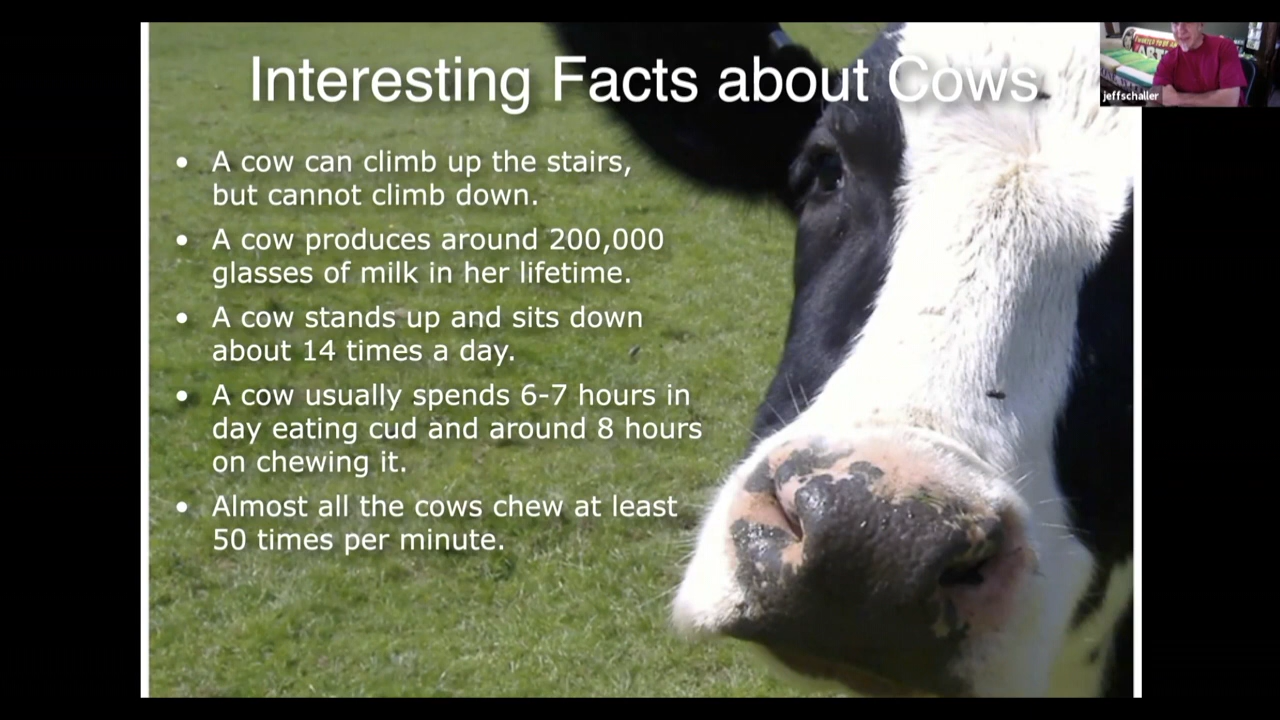 Interesting Facts about Cows
jeffschaller
• A cow can climb up the stairs,
but cannot climb down.
• A cow produces around 200,000
glasses of milk in her lifetime.
• A cow stands up and sits down
about 14 times a day.
• A cow usually spends 6-7 hours in
day eating cud and around 8 hours
on chewing it.
• Almost all the cows chew at least
50 times per minute.